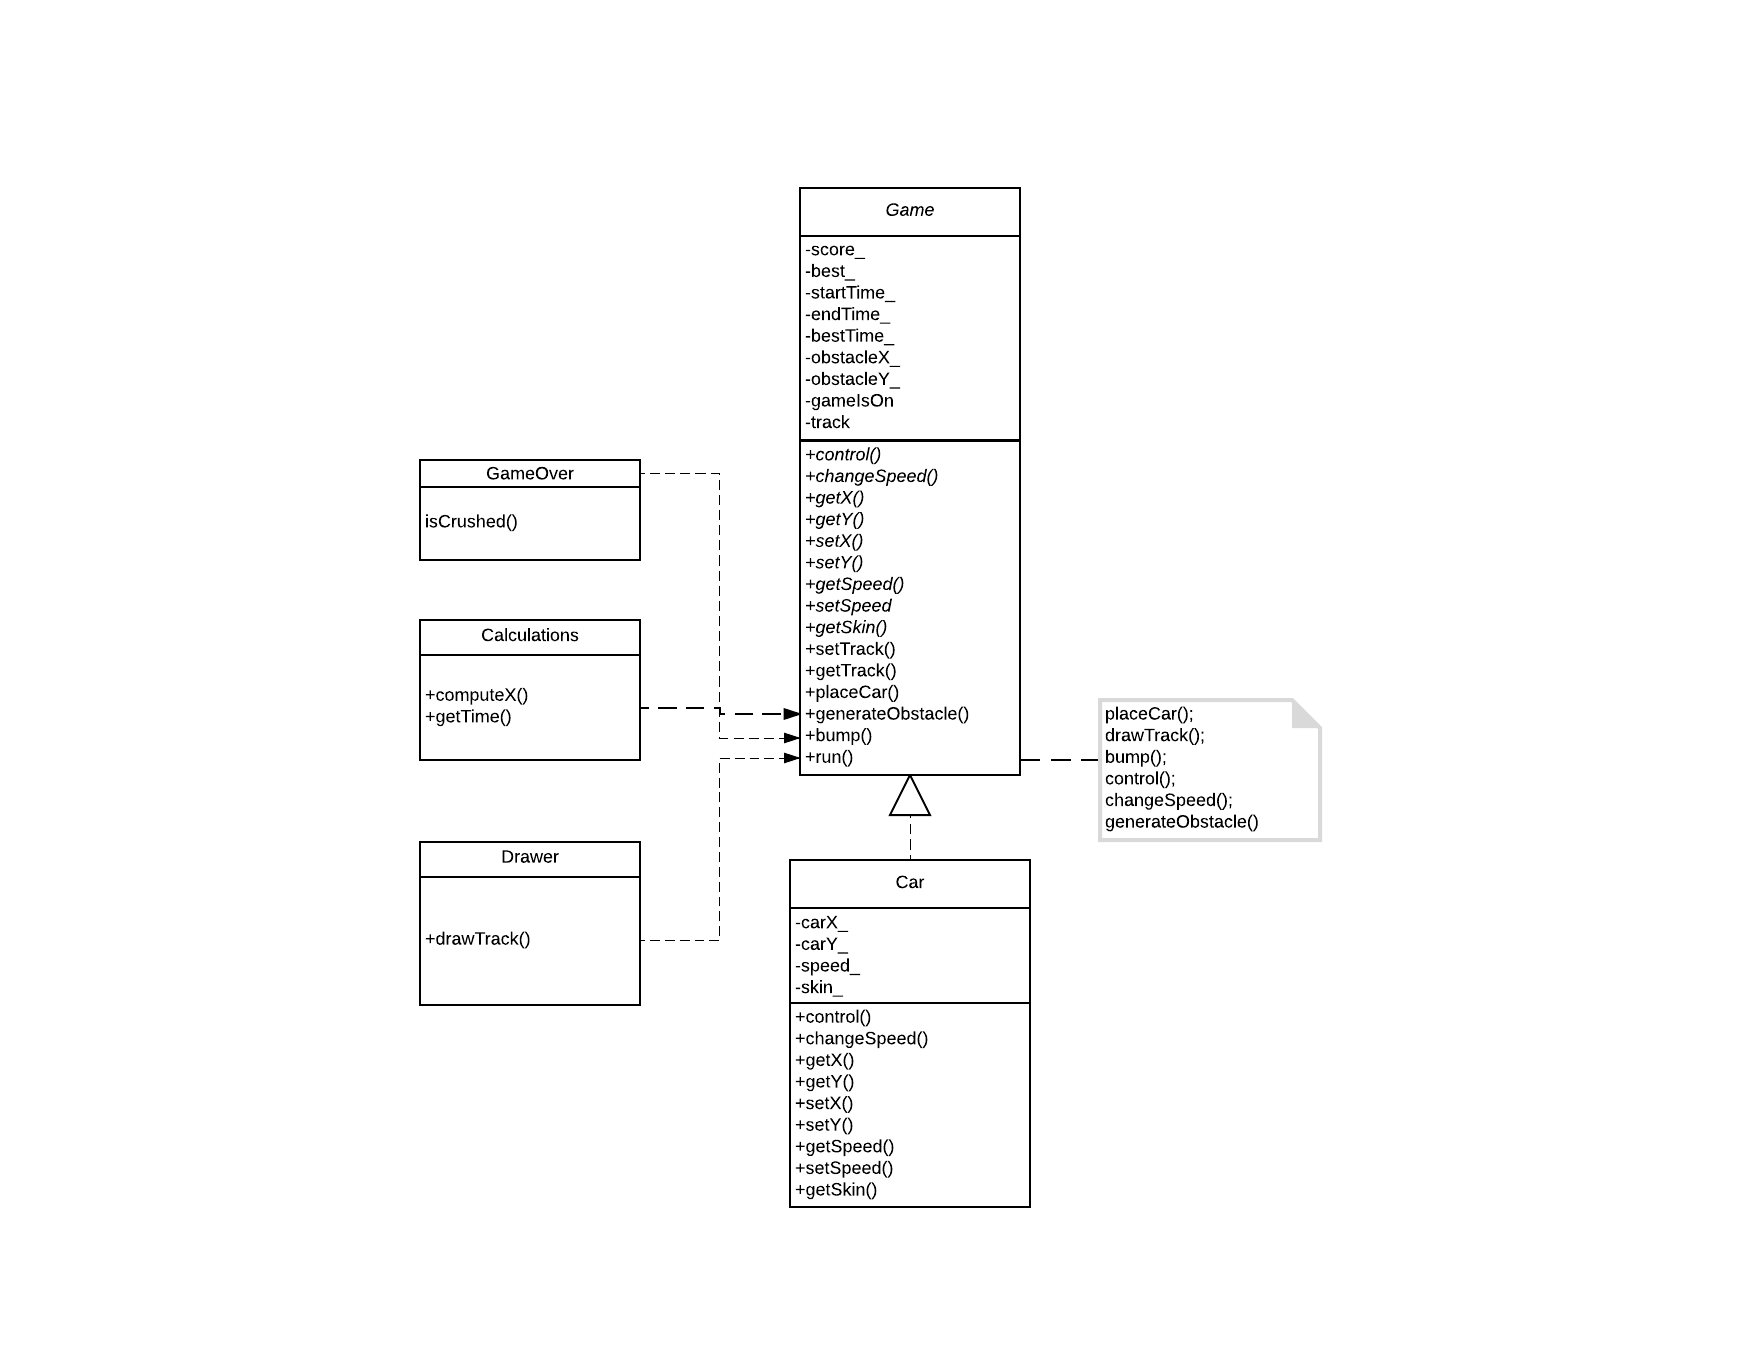 Game
-score_
-best_
-startTime_
-endTime_
-bestTime_
-obstacleX_
-obstacleY_
-gameIsOn
-track
+control()
+changeSpeed()
+getX()
+getY()
+setX()
+setY()
+getSpeed()
+setSpeed
+getSkin()
+setTrack()
+getTrack()
+placeCar()
+generateObstacle()
+bump()
+run()
GameOver
isCrushed()
Calculations
+computeX()
+getTime()
Drawer
+drawTrack()
placeCar();
drawTrack();
bump();
control();
changeSpeed();
generateObstacle()
Car
-carX_
-carY_
-speed_
-skin_
+control()
+changeSpeed()
+getX()
+getY()
+setX()
+setY()
+getSpeed()
+setSpeed()
+getSkin()